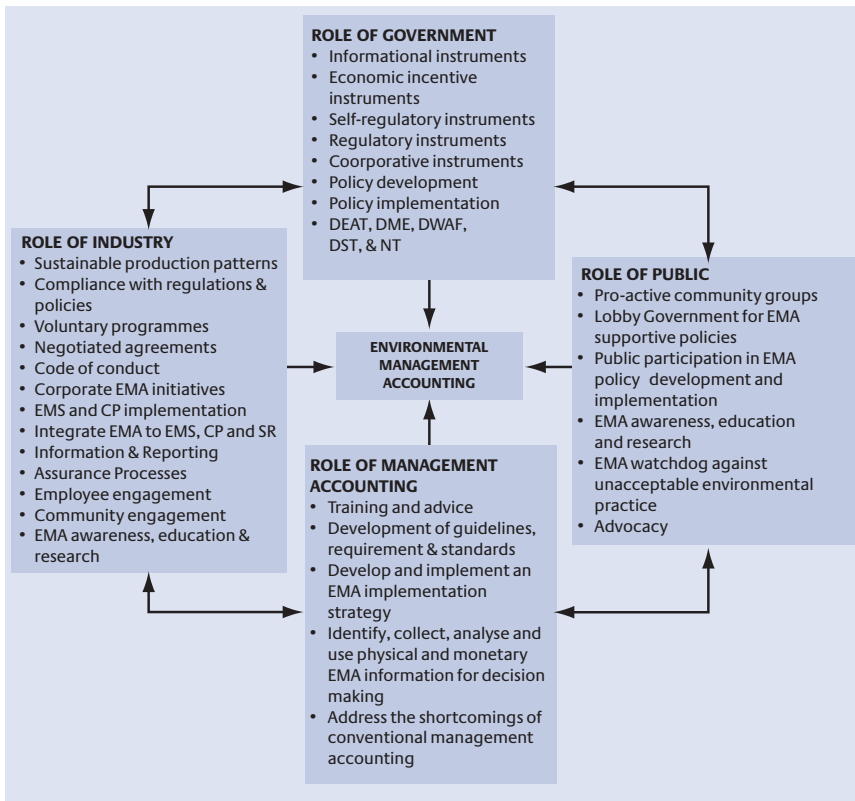 ROLE OF GOVERNMENT
• Informational instruments
• Economic incentive
instruments
• Self-regulatory instruments
• Regulatory instruments
• Coorporative instruments
• Policy development
• Policy implementation
• DEAT, DME, DWAF,
DST, & NT
ROLE OF INDUSTRY
• Sustainable production patterns
• Compliance with regulations &
policies
• Voluntary programmes
• Negotiated agreements
• Code of conduct
• Corporate EMA initiatives
• EMS and CP implementation
• Integrate EMA to EMS, CP and SR
• Information & Reporting
• Assurance Processes
• Employee engagement
• Community engagement
• EMA awareness, education &
research
ENVIRONMENTAL
MANAGEMENT
ACCOUNTING
ROLE OF PUBLIC
• Pro-active community groups
• Lobby Government for EMA
supportive policies
• Public participation in EMA
policy development and
implementation
• EMA awareness, education
and research
• EMA watchdog against
unacceptable environmental
practice
• Advocacy
ROLE OF MANAGEMENT
ACCOUNTING
• Training and advice
• Development of guidelines,
requirement & standards
• Develop and implement an
EMA implementation
strategy
• Identify, collect, analyse and
use physical and monetary
EMA information for decision
making
• Address the shortcomings of
conventional management
accounting